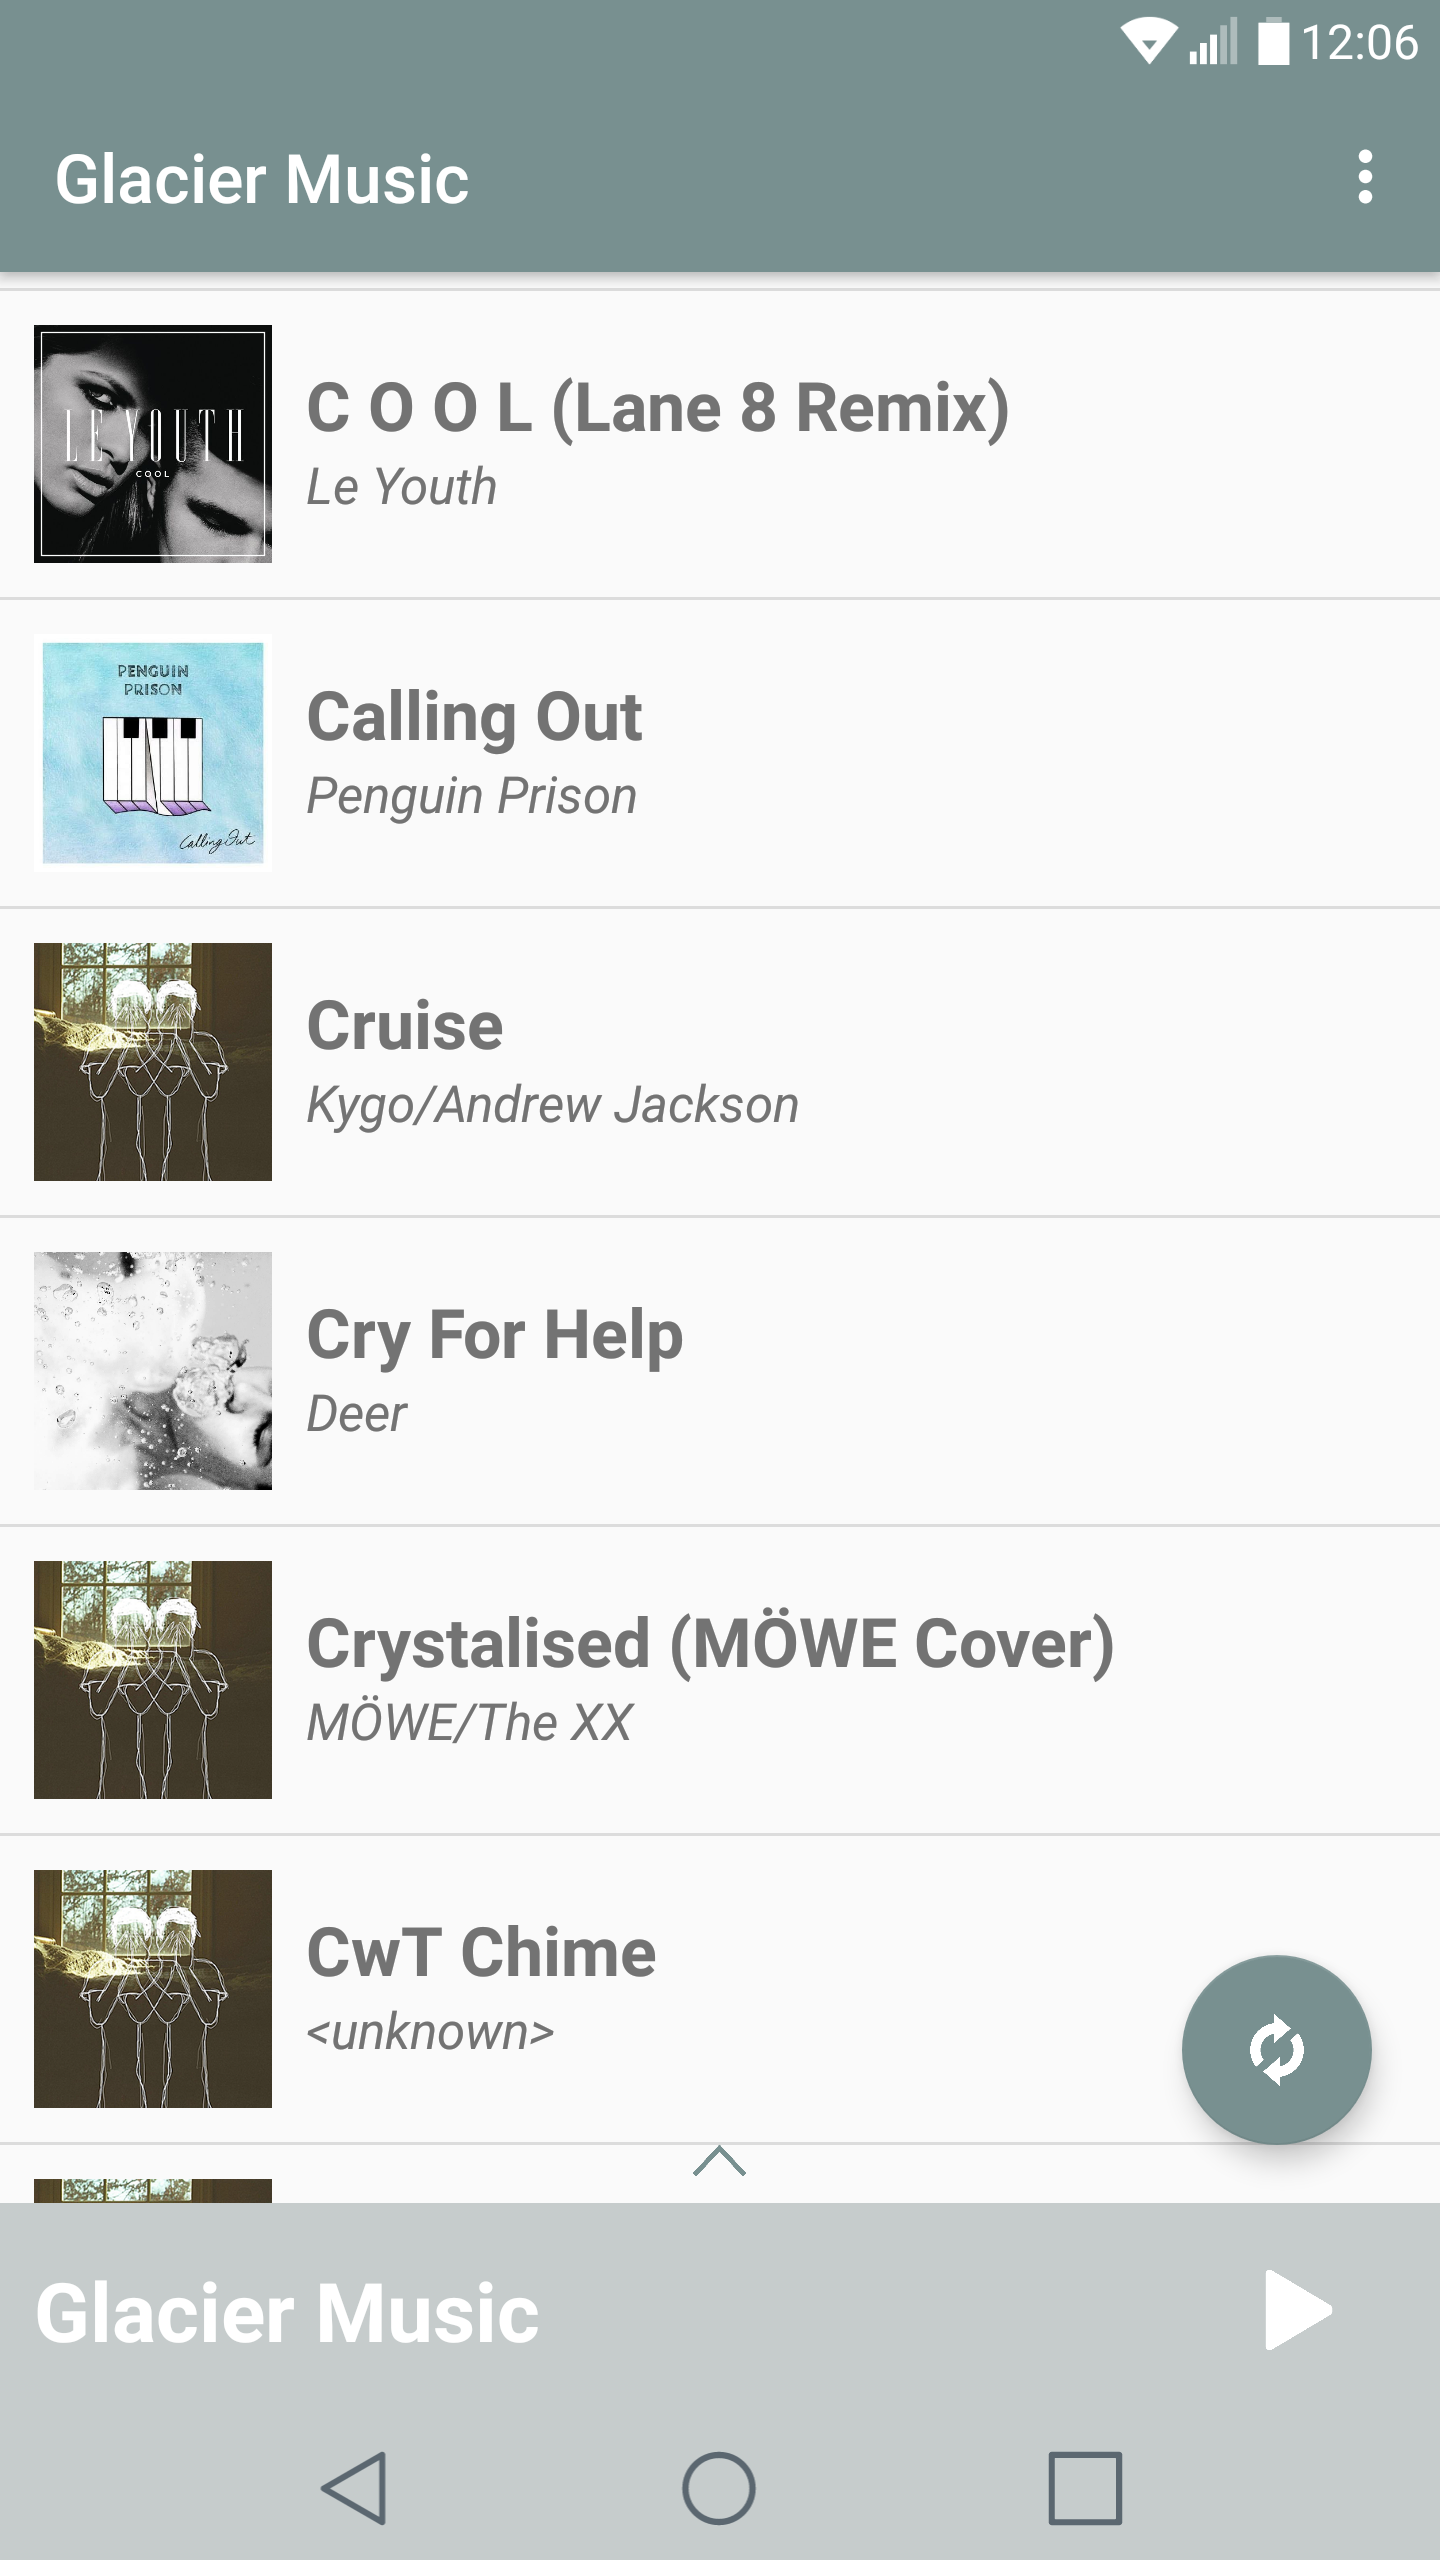 12:06
Glacier Music
LE YOUTH
COOL
C O O L (Lane 8 Remix)
Le Youth
PENGUIN
PRISON
Calling Out
Calling Out
Penguin Prison
Cruise
Kygo/Andrew Jackson
Cry For Help
Deer
Crystalised (MÖWE Cover)
MÖWE/The XX
CwT Chime
<unknown>
Glacier Music